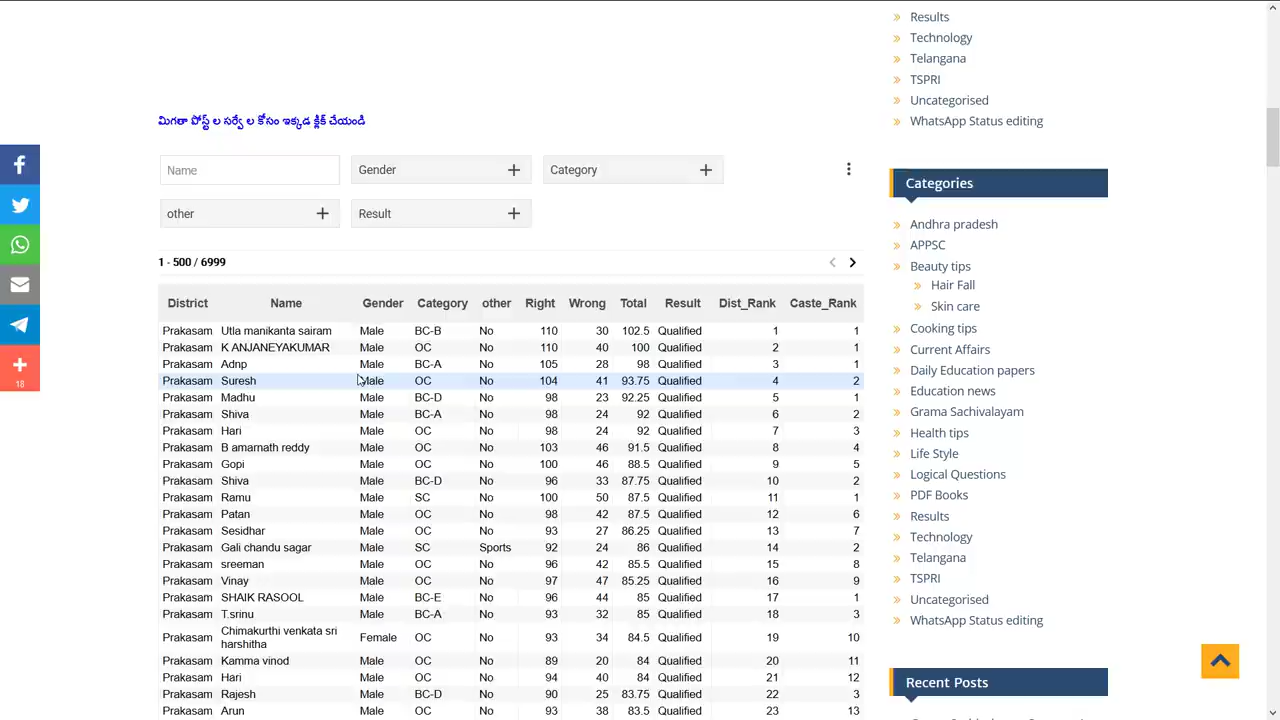 Results
Technology
Telangana
TSPRI
Uncategorised
WhatsApp Status editing
మిగతా పోస్ట్ ల సర్వే ల కోసం ఇక్కడ క్లిక్ చేయండి
Name Gender Category
other Result
1 - 500 / 6999
District Name Gender Category other Right Wrong Total Result Dist_Rank Caste_Rank
Prakasam Utla manikanta sairam Male BC-B No 110 30 102.5 Qualified 1 1
Prakasam K ANJANEYAKUMAR Male OC No 110 40 100 Qualified 2 1
Prakasam Adnp Male BC-A No 105 28 98 Qualified 3 1
Prakasam Suresh Male OC No 104 41 93.75 Qualified 4 2
Prakasam Madhu Male BC-D No 98 23 92.25 Qualified 5 1
Prakasam Shiva Male BC-A No 98 24 92 Qualified 6 2
Prakasam Hari Male OC No 98 24 92 Qualified 7 3
Prakasam B amarnath reddy Male OC No 103 46 91.5 Qualified 8 4
Prakasam Gopi Male OC No 100 46 88.5 Qualified 9 5
Prakasam Shiva Male BC-D No 96 33 87.75 Qualified 10 2
Prakasam Ramu Male SC No 100 50 87.5 Qualified 11 1
Prakasam Patan Male OC No 98 42 87.5 Qualified 12 6
Prakasam Sesidhar Male OC No 93 27 86.25 Qualified 13 7
Prakasam Gali chandu sagar Male SC Sports 92 24 86 Qualified 14 2
Prakasam sreeman Male OC No 96 42 85.5 Qualified 15 8
Prakasam Vinay Male OC No 97 47 85.25 Qualified 16 9
Prakasam SHAIK RASOOL Male BC-E No 96 44 85 Qualified 17 1
Prakasam T.srinu Male BC-A No 93 32 85 Qualified 18 3
Prakasam Chimakurthi venkata sri harshitha Female OC No 93 34 84.5 Qualified 19 10
Prakasam Kamma vinod Male OC No 89 20 84 Qualified 20 11
Prakasam Hari Male OC No 94 40 84 Qualified 21 12
Prakasam Rajesh Male BC-D No 90 25 83.75 Qualified 22 3
Prakasam Arun Male OC No 93 38 83.5 Qualified 23 13
Categories
Andhra pradesh
APPSC
Beauty tips
Hair Fall
Skin care
Cooking tips
Current Affairs
Daily Education papers
Education news
Grama Sachivalayam
Health tips
Life Style
Logical Questions
PDF Books
Results
Technology
Telangana
TSPRI
Uncategorised
WhatsApp Status editing
Recent Posts
18